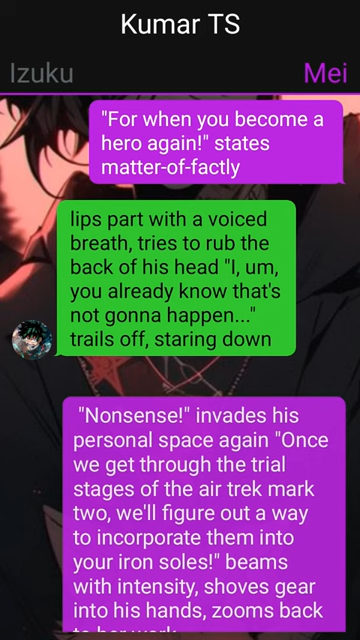 Kumar TS
Izuku
Mei
"For when you become a
hero again!" states
matter-of-factly
lips part with a voiced
breath, tries to rub the
back of his head "I, um,
you already know that's
not gonna happen..."
trails off, staring down
"Nonsense!" invades his
personal space again "Once
we get through the trial
stages of the air trek mark
two, we'll figure out a way
to incorporate them into
your iron soles!" beams
with intensity, shoves gear
into his hands, zooms back
to her work